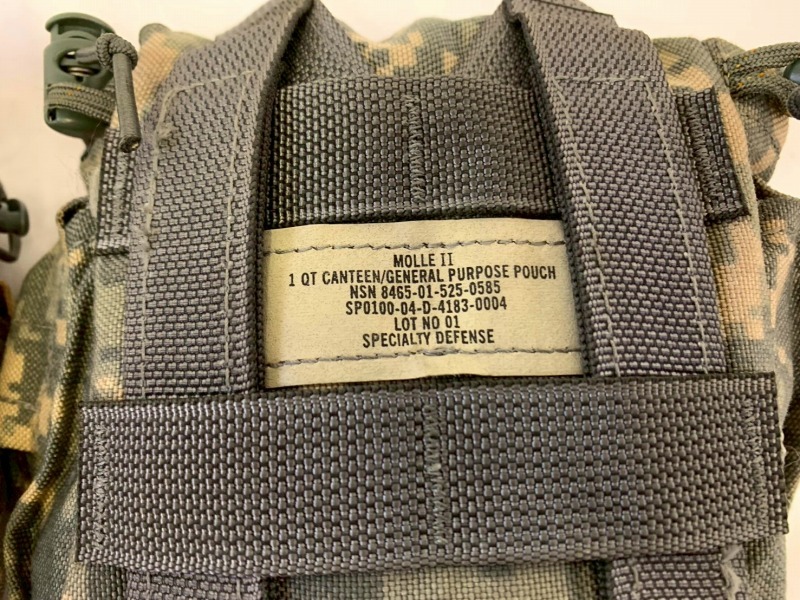 MOLLE II
1 QT CANTEEN/GENERAL PURPOSE POUCH
NSN 8465-01-525-0585
SP0100-04-D-4183-0004
LOT NO 01
SPECIALTY DEFENSE